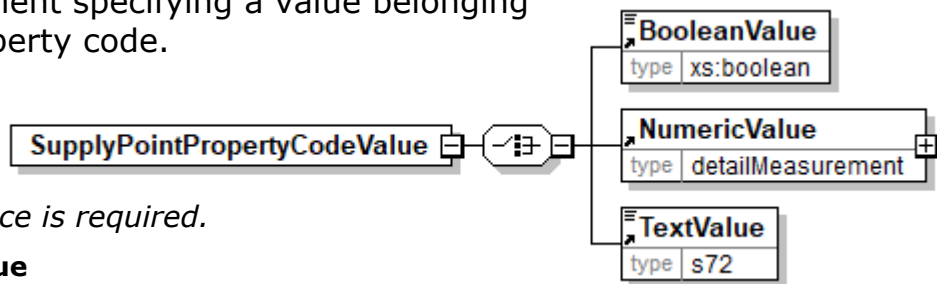 ment specifying a value belonging
perty code.
BooleanValue
type xs:boolean
SupplyPointPropertyCodeValue
NumericValue
type detailMeasurement
ce is required.
TextValue
type s72
ue